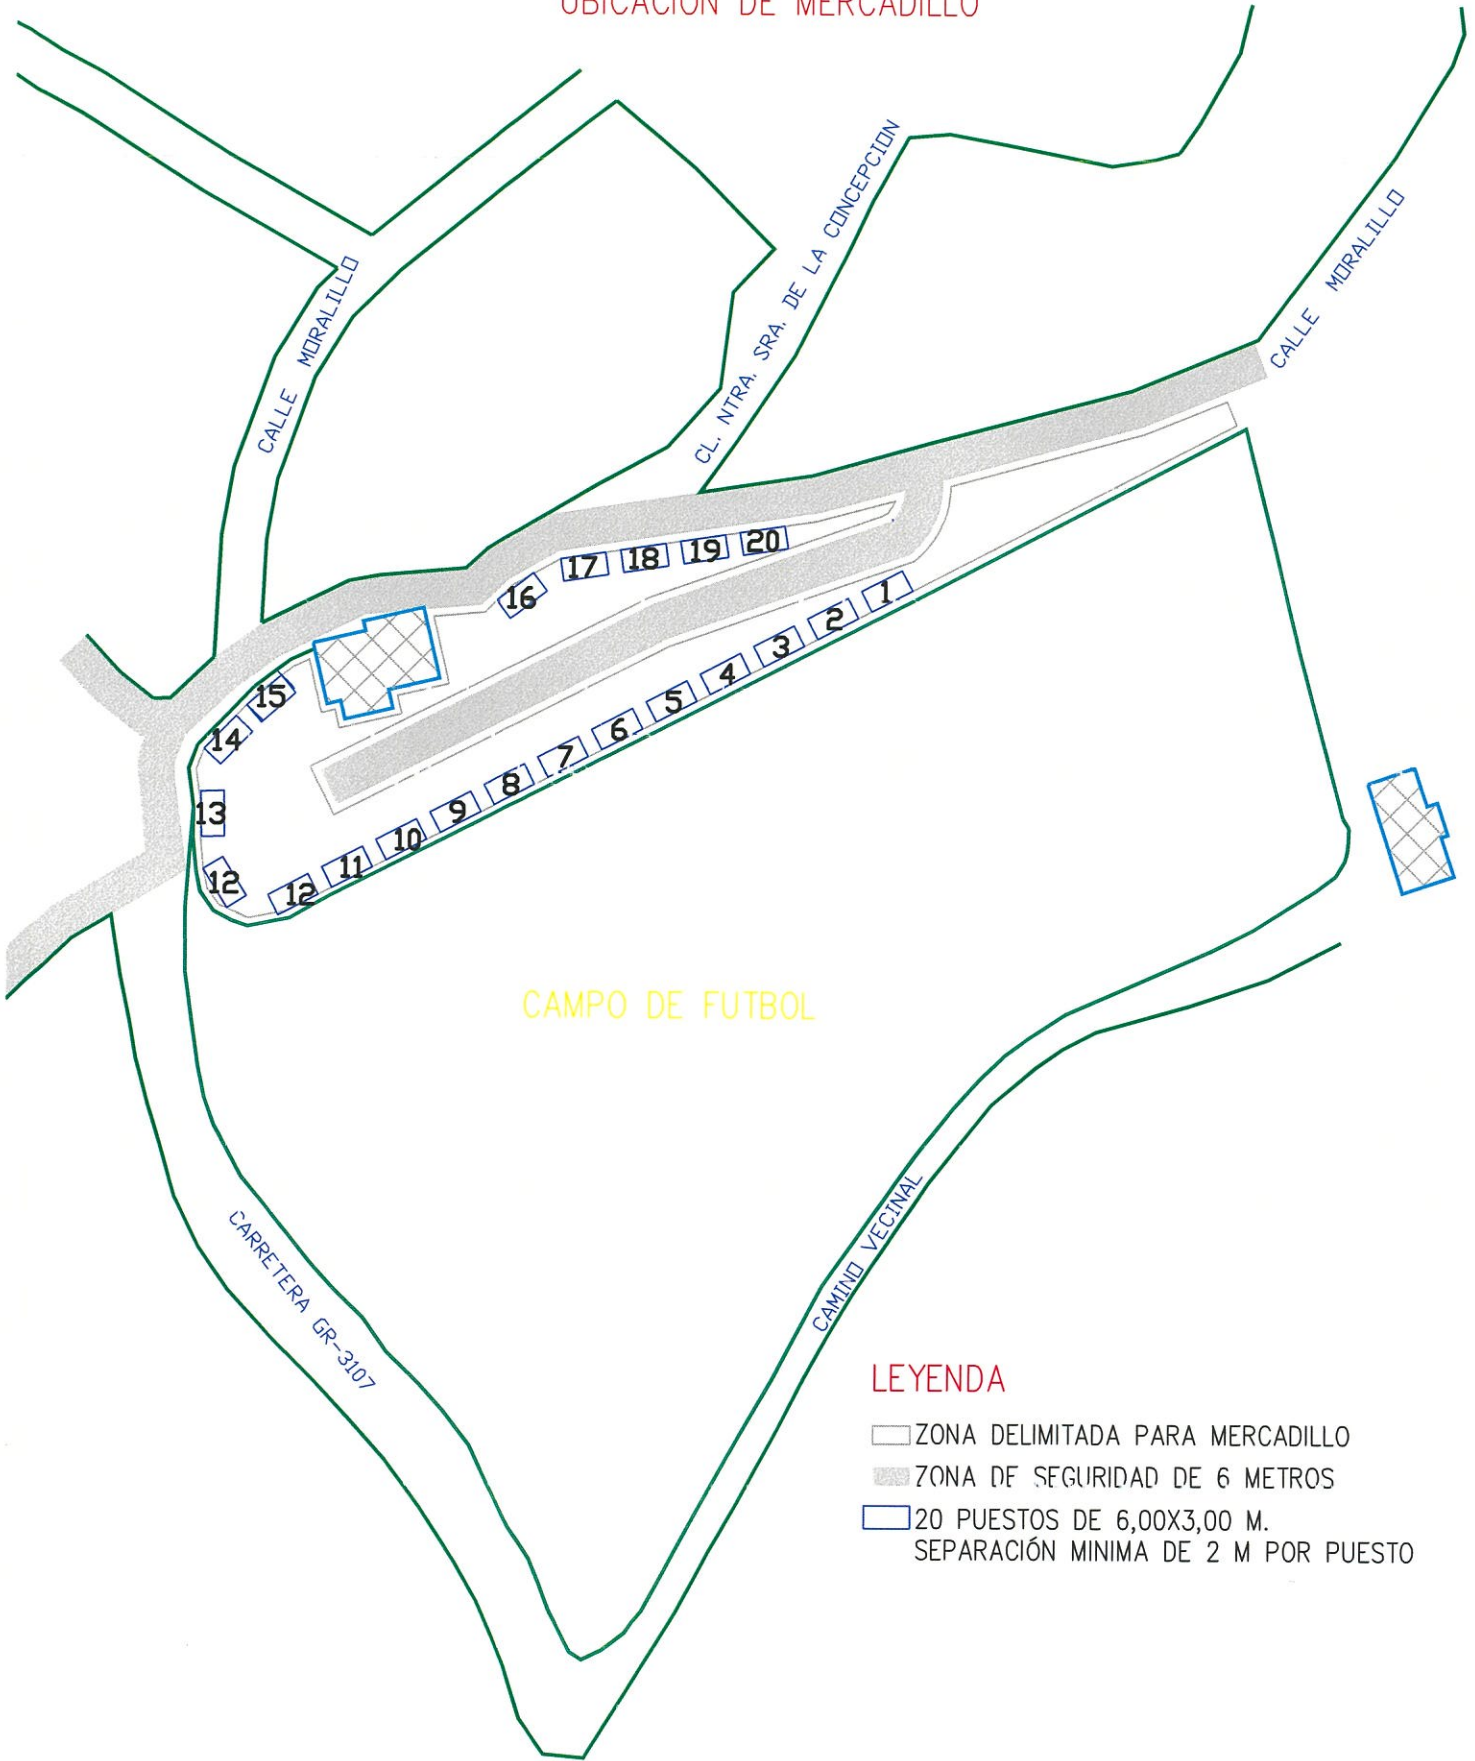 UBICACION DE MERCADILLO
CL. NTRA. SRA. DE LA CONCEPCION
CALLE MORALILLO
CALLE MORALILLO
20
19
18
17
16
1
2
3
4
5
6
7
8
9
10
11
12
12
13
14
15
CAMPO DE FUTBOL
CARRETERA GR-3107
CAMINO VECINAL
LEYENDA
ZONA DELIMITADA PARA MERCADILLO
ZONA DE SEGURIDAD DE 6 METROS
20 PUESTOS DE 6,00X3,00 M.
SEPARACIÓN MINIMA DE 2 M POR PUESTO